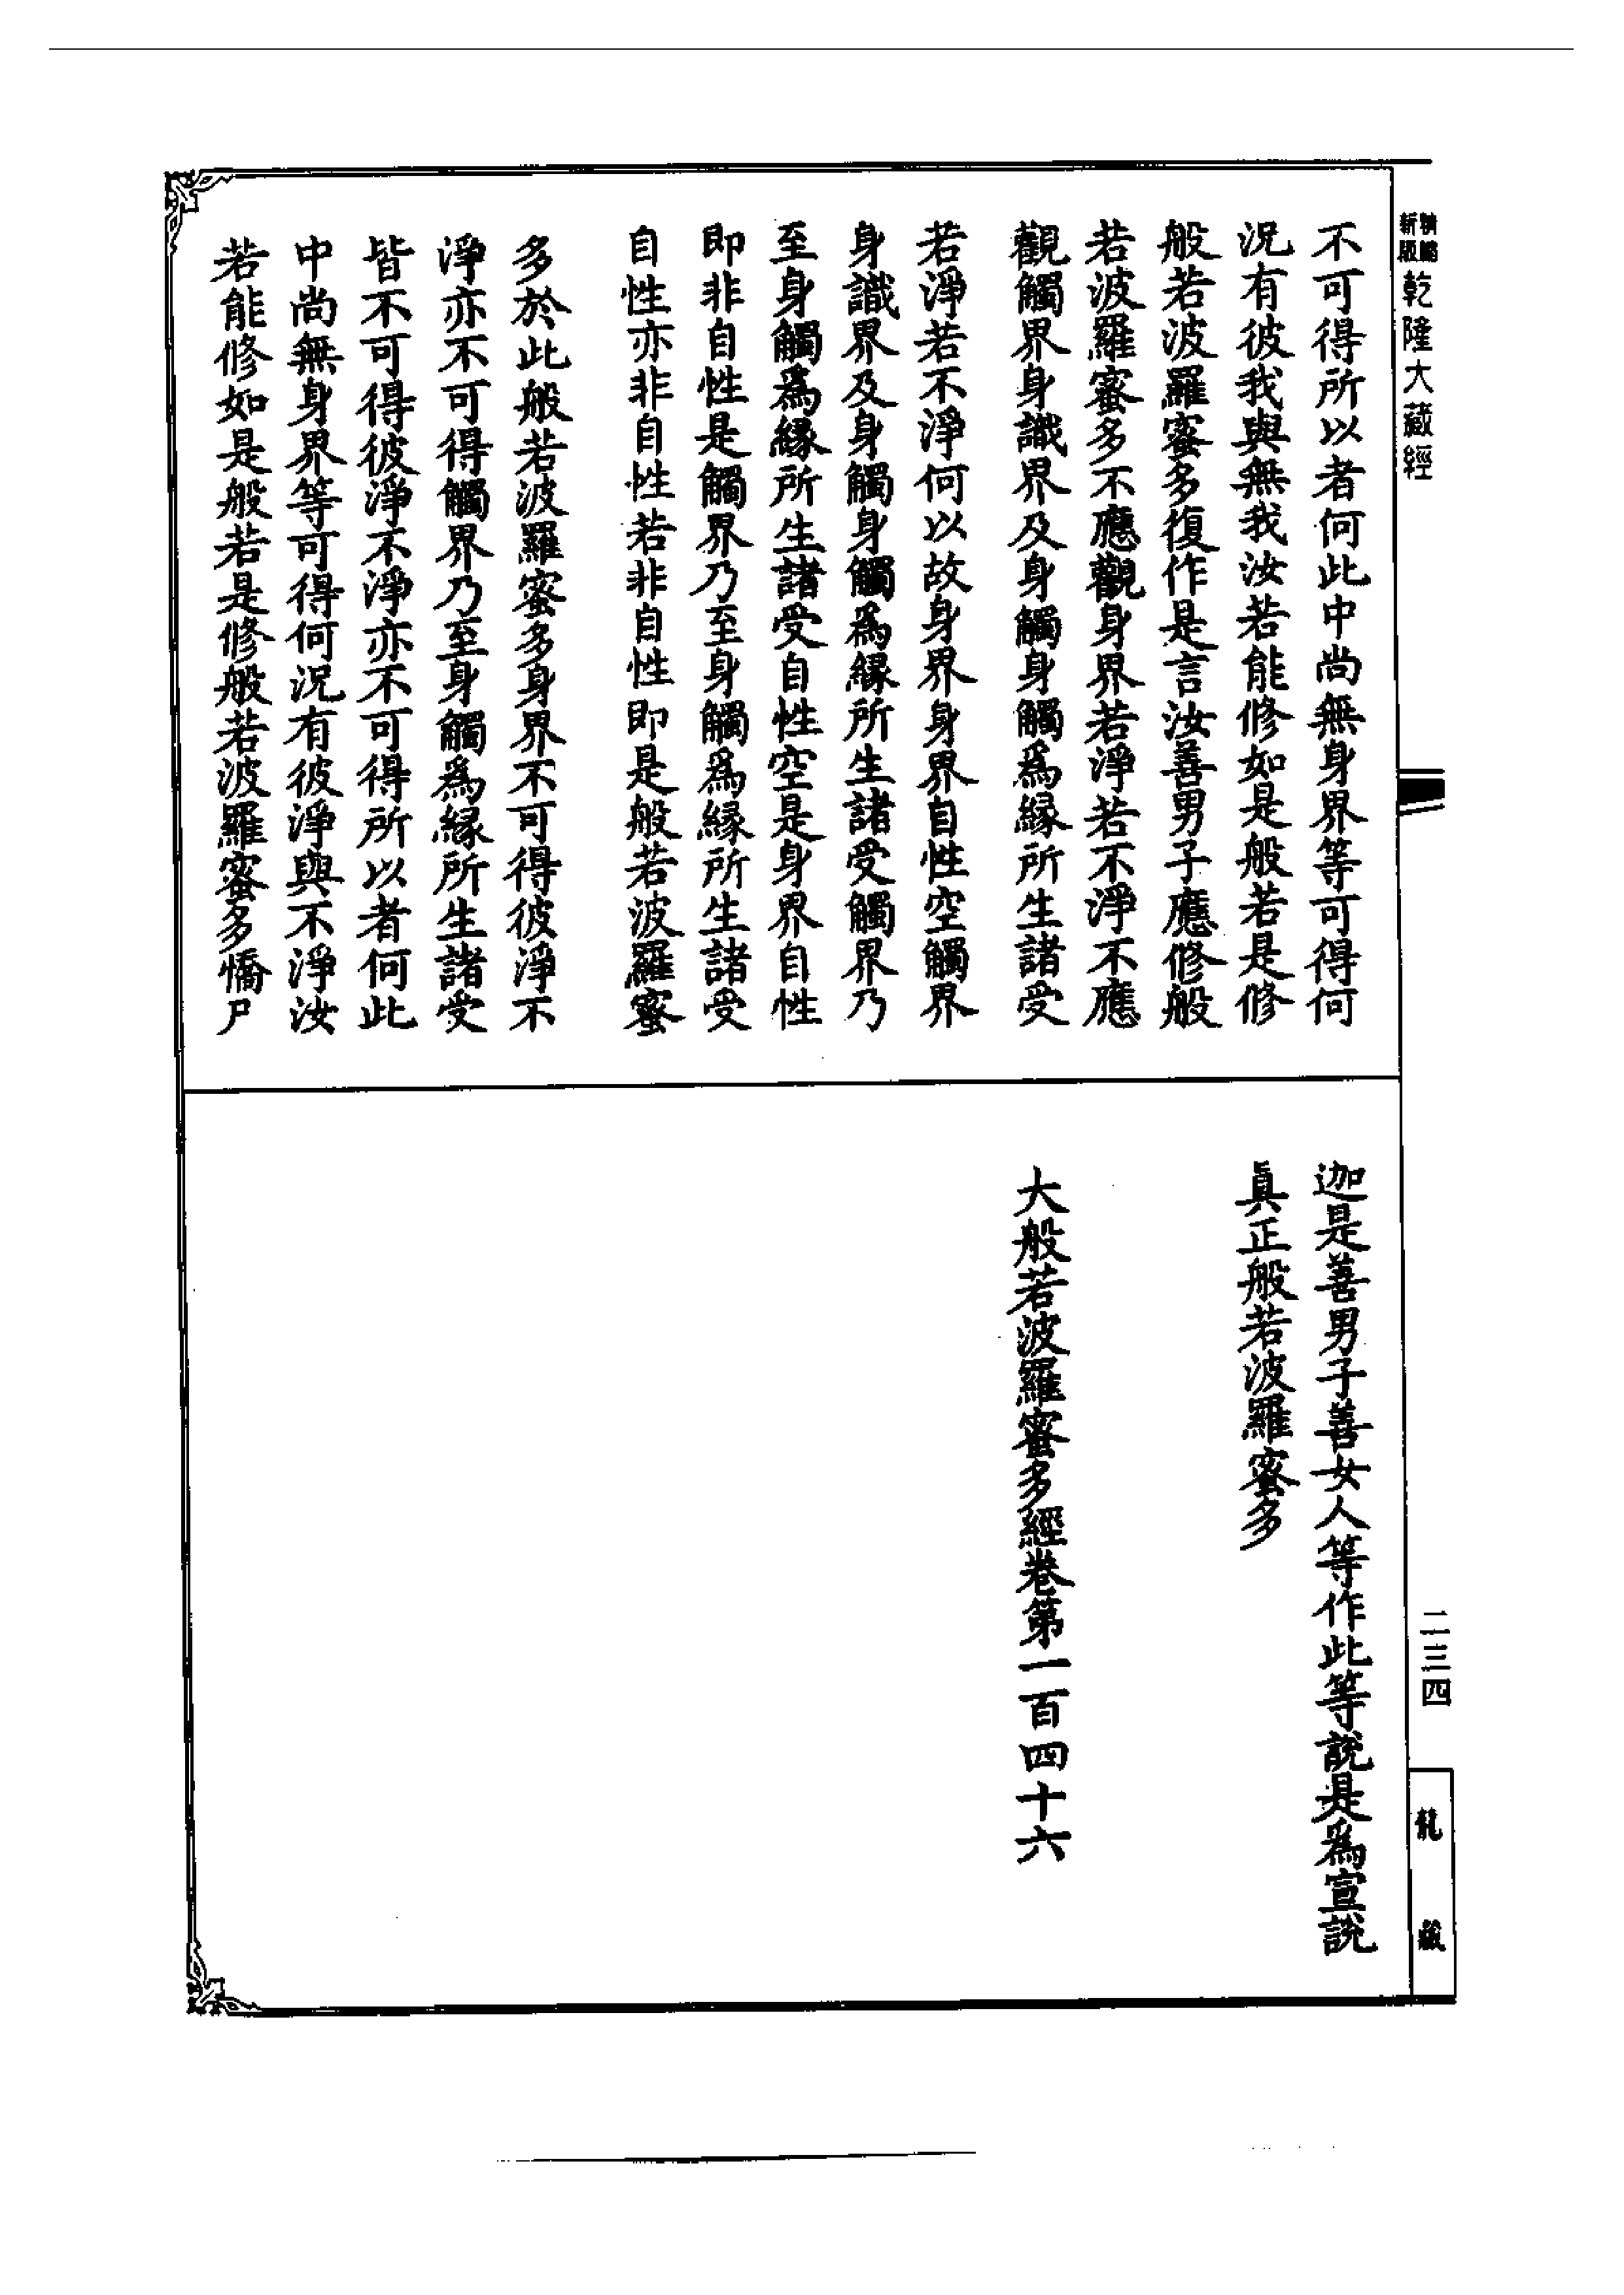 新版
精縮
乾隆大藏經
不可得所以者何此中尚無身界等可得何
況有彼我與無我汝若能修如是般若是修
般若波羅蜜多復作是言汝善男子應修般
若波羅蜜多不應觀身界若淨若不淨不應
觀觸界身識界及身觸身觸爲緣所生諸受
若淨若不淨何以故身界身界自性空觸界
身識界及身觸身觸爲緣所生諸受觸界乃
至身觸爲緣所生諸受自性空是身界自性
即非自性是觸界乃至身觸爲緣所生諸受
自性亦非自性若非自性即是般若波羅蜜
多於此般若波羅蜜多身界不可得彼淨不
淨亦不可得觸界乃至身觸爲緣所生諸受
皆不可得彼淨不淨亦不可得所以者何此
中尚無身界等可得何況有彼淨與不淨汝
若能修如是般若是修般若波羅蜜多憍尸
迦是善男子善女人等作此等說是爲宣說
眞正般若波羅蜜多
大般若波羅蜜多經卷第一百四十六
二三四
龍藏